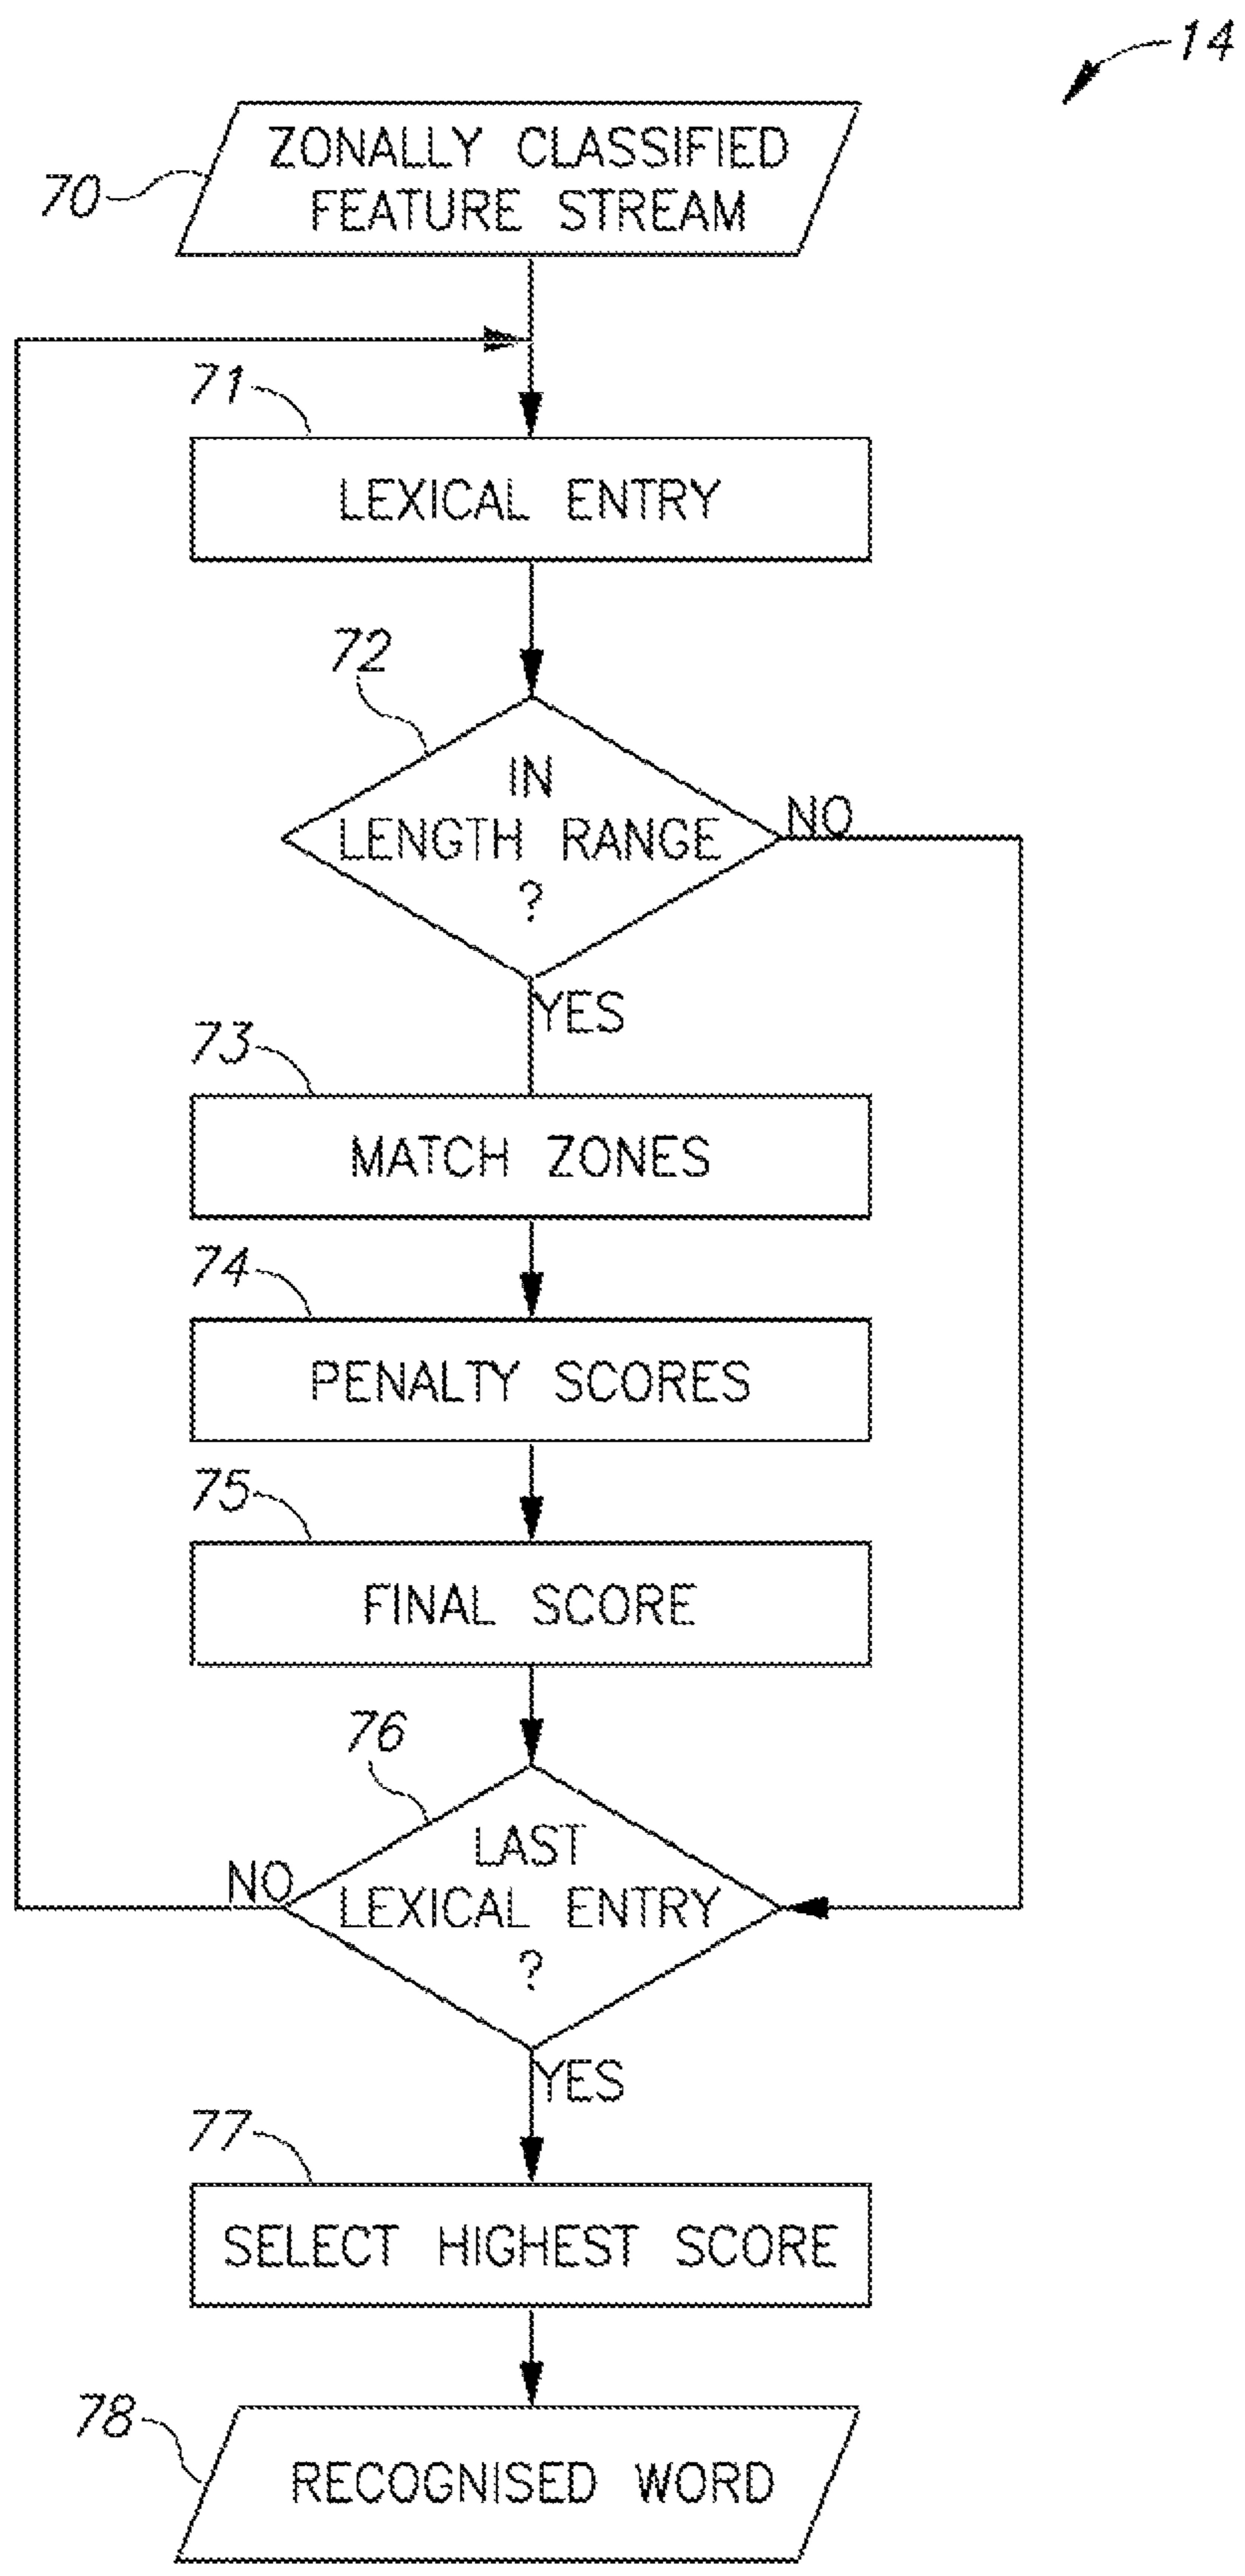 14
70
ZONALLY CLASSIFIED
FEATURE STREAM
71
LEXICAL ENTRY
72
IN
LENGTH RANGE
?
NO
YES
73
MATCH ZONES
74
PENALTY SCORES
75
FINAL SCORE
76
LAST
LEXICAL ENTRY
?
NO
YES
77
SELECT HIGHEST SCORE
78
RECOGNISED WORD